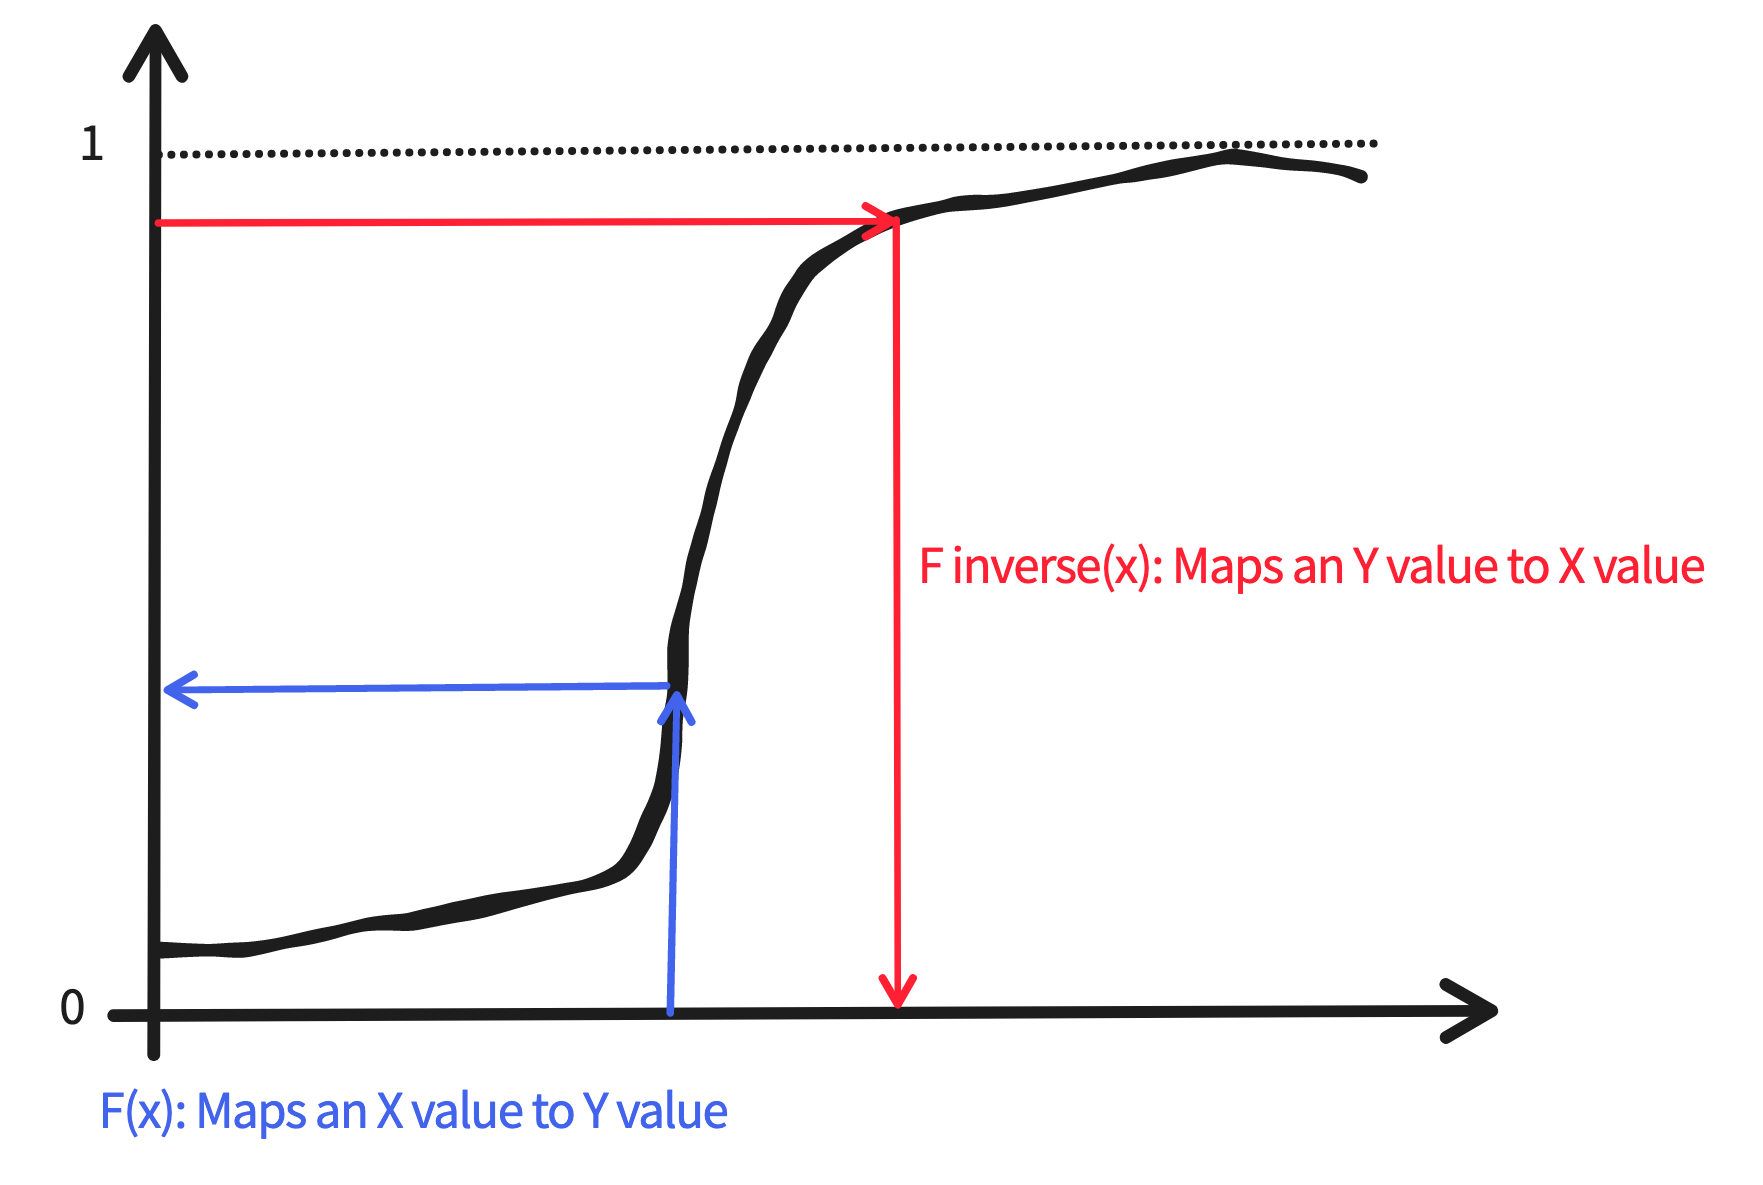 1
F inverse(x): Maps an Y value to X value
0
F(x): Maps an X value to Y value